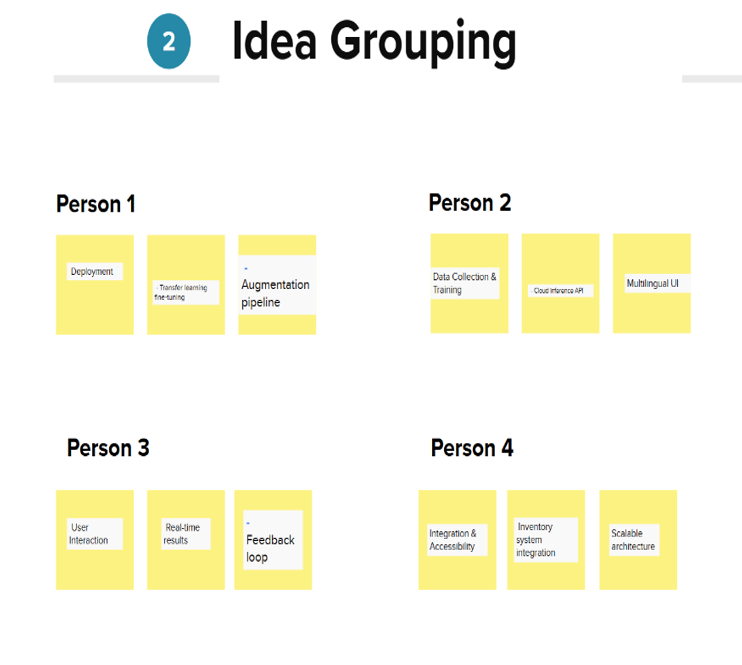 2
Idea Grouping
Person 1
Deployment
- Transfer learning
fine-tuning
-
Augmentation
pipeline
Person 2
Data Collection &
Training
- Cloud Inference API
Multilingual UI
Person 3
User
Interaction
Real-time
results
-
Feedback
loop
Person 4
Integration &
Accessibility
Inventory
system
integration
Scalable
architecture